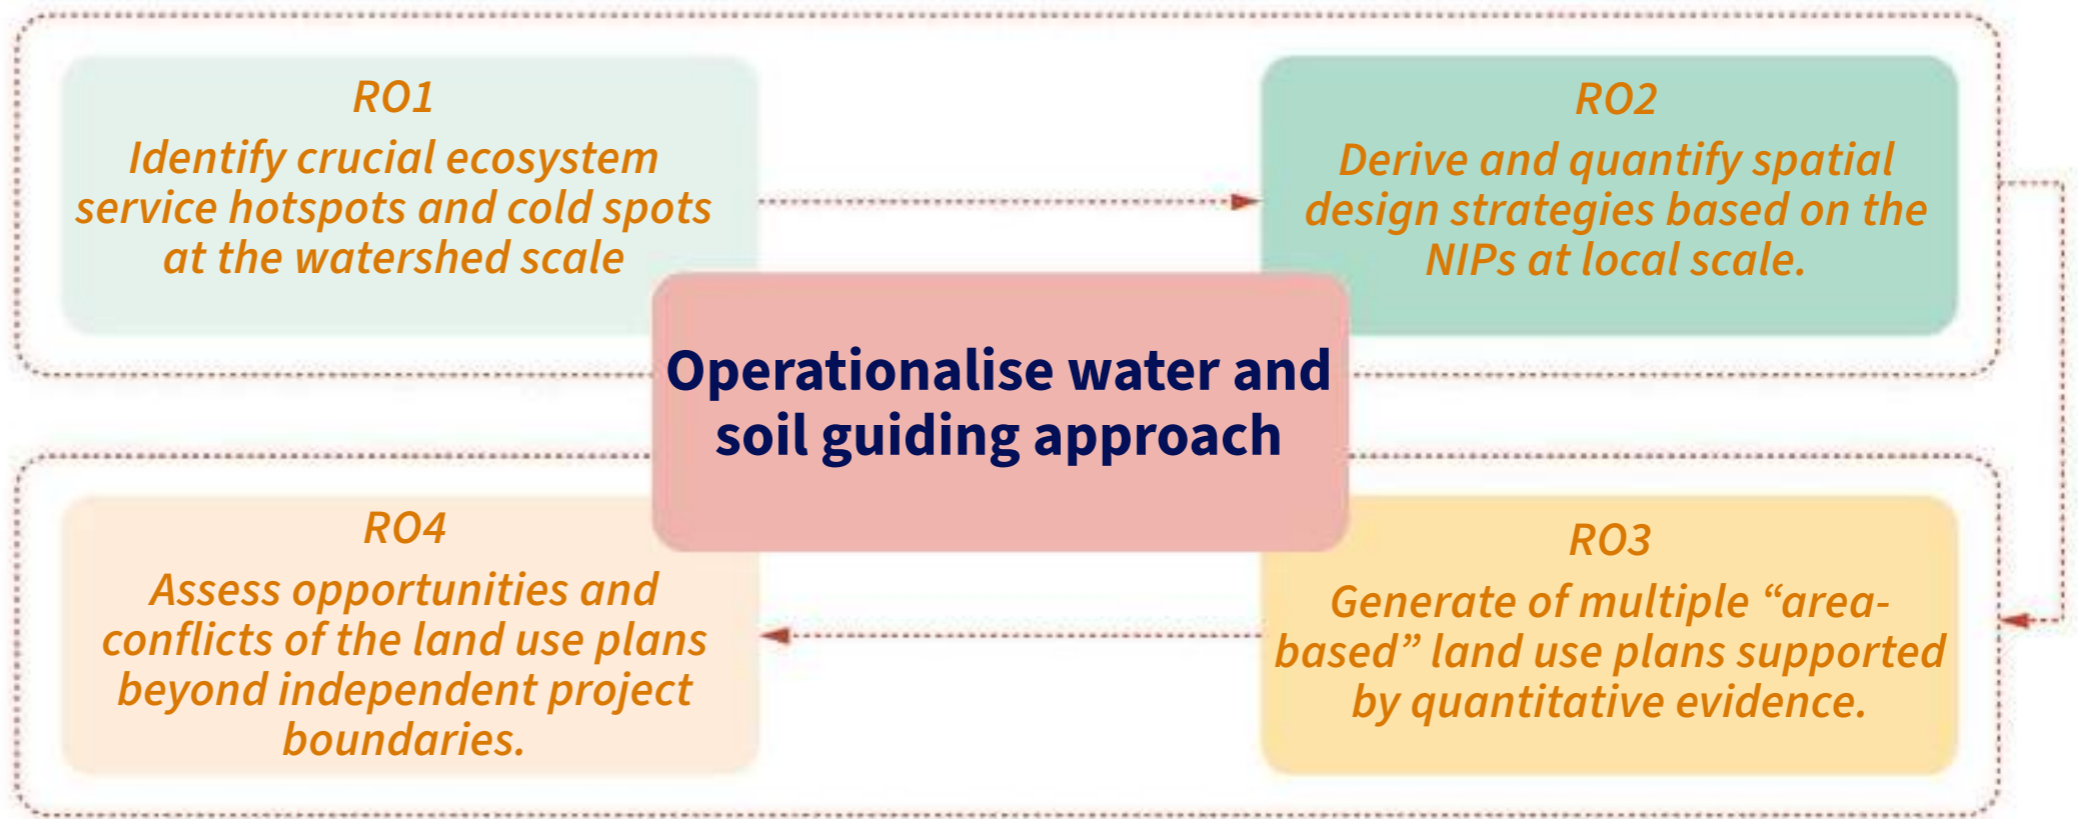 RO1
Identify crucial ecosystem
service hotspots and cold spots
at the watershed scale
RO2
Derive and quantify spatial
design strategies based on the
NIPs at local scale.
Operationalise water and
soil guiding approach
RO4
Assess opportunities and
conflicts of the land use plans
beyond independent project
boundaries.
RO3
Generate of multiple “area-
based” land use plans supported
by quantitative evidence.